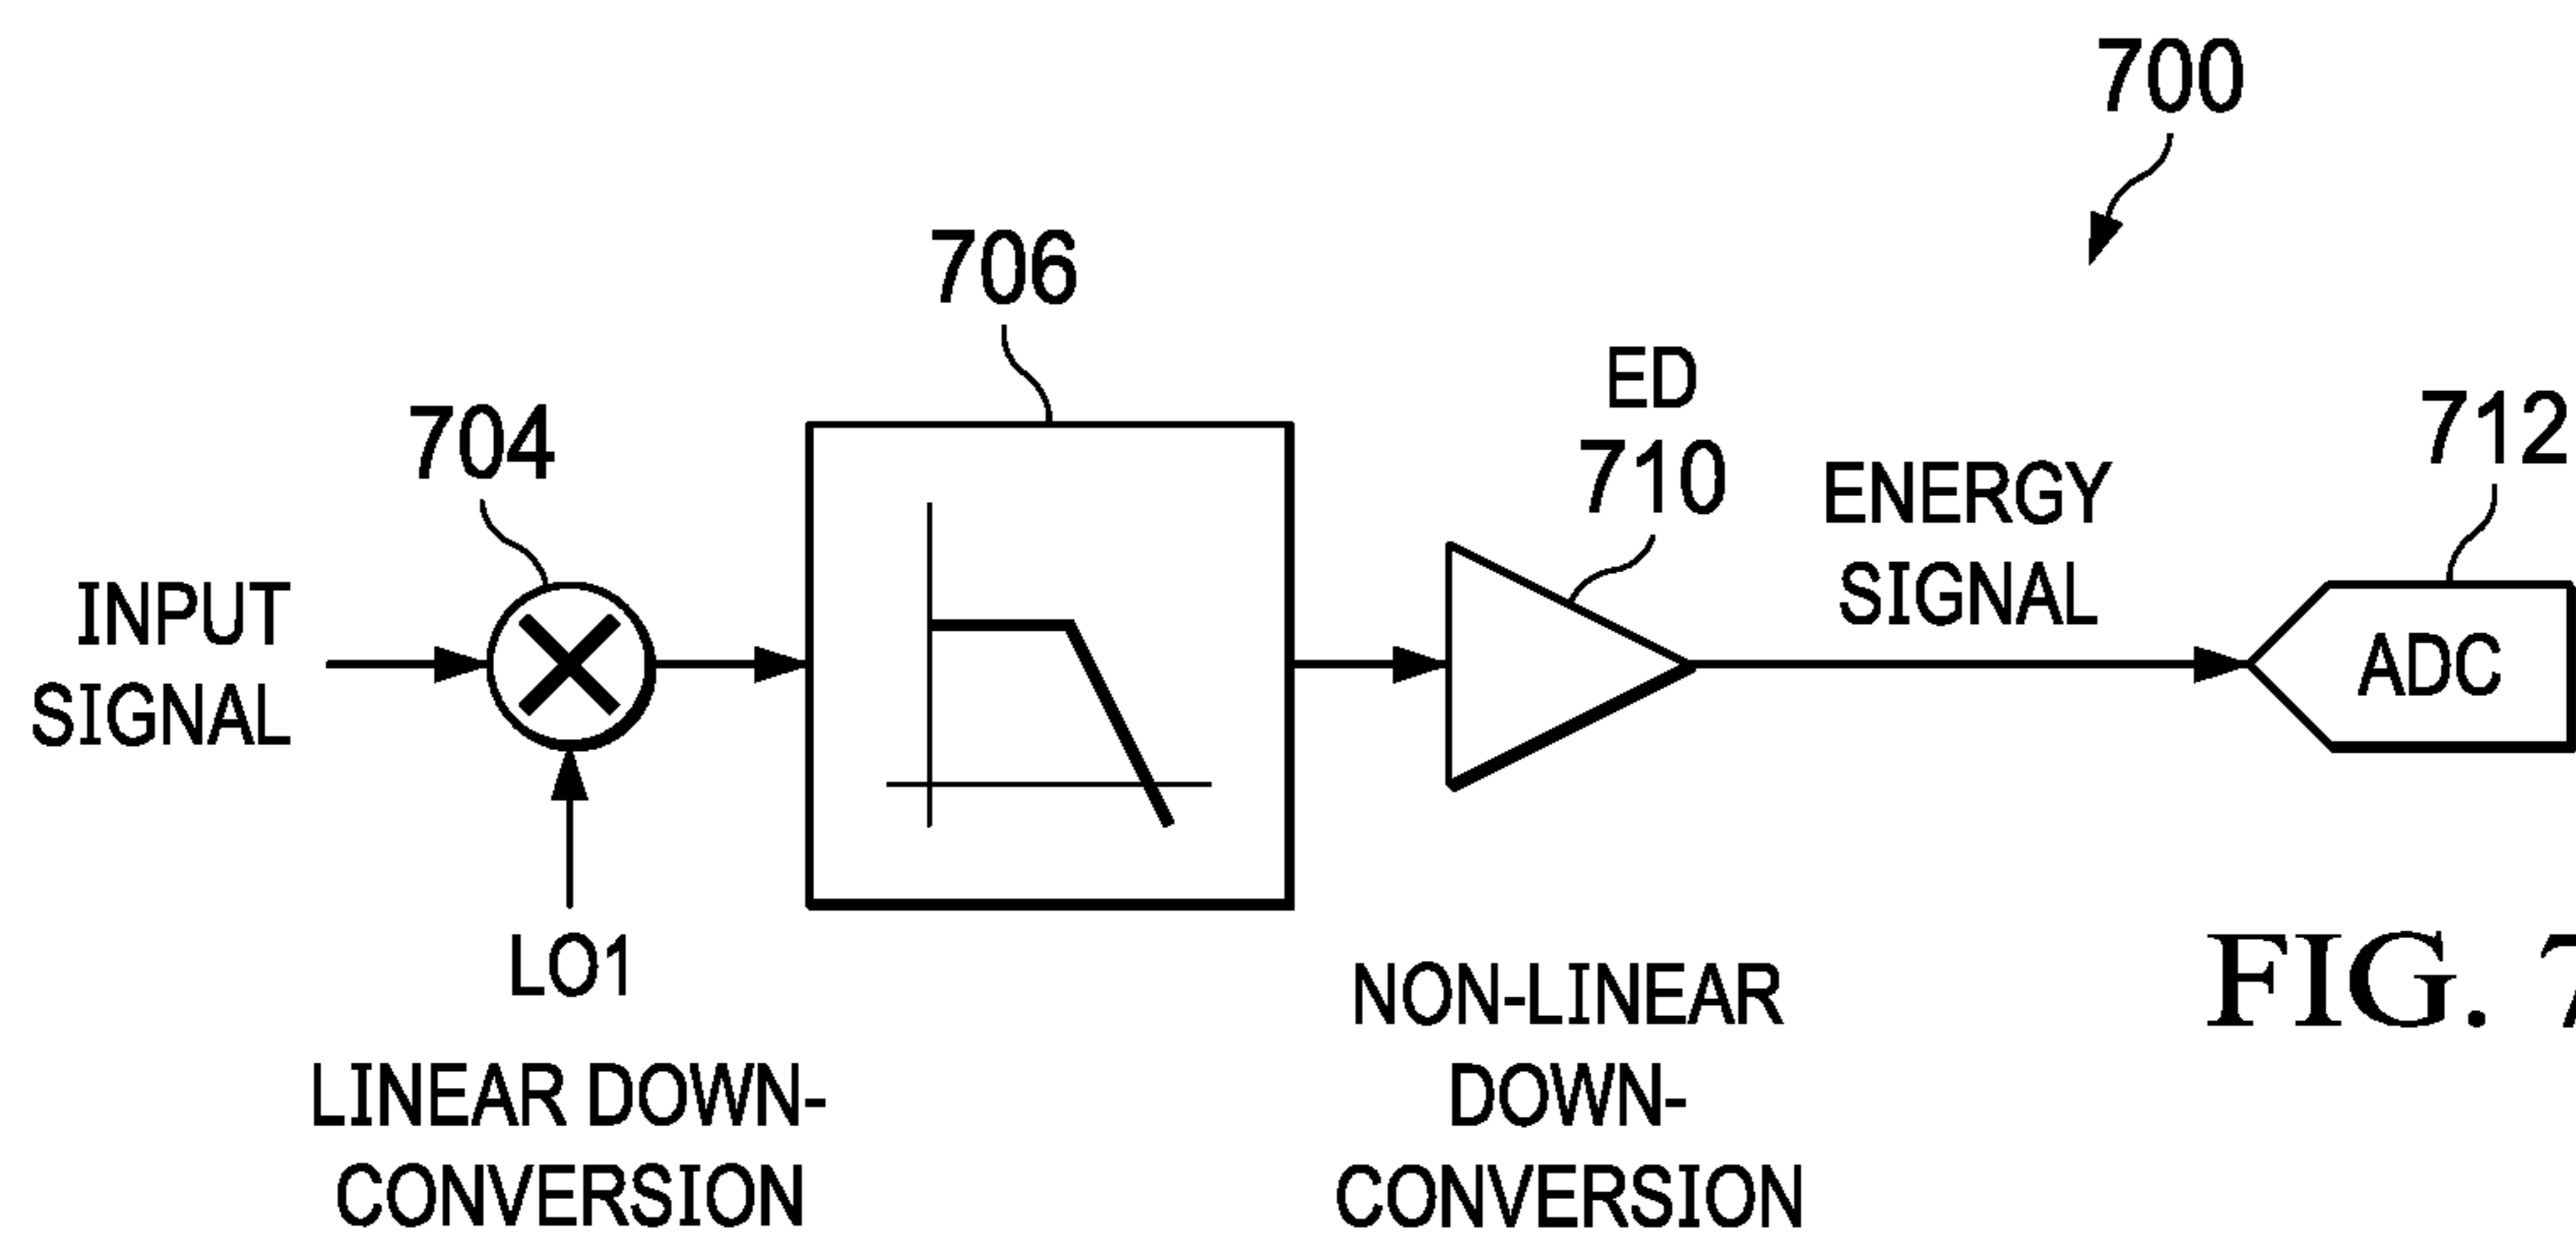 700
706
704
ED
710
712
ENERGY
SIGNAL
INPUT
SIGNAL
ADC
LO1
LINEAR DOWN-
CONVERSION
NON-LINEAR
DOWN-
CONVERSION
FIG. 7